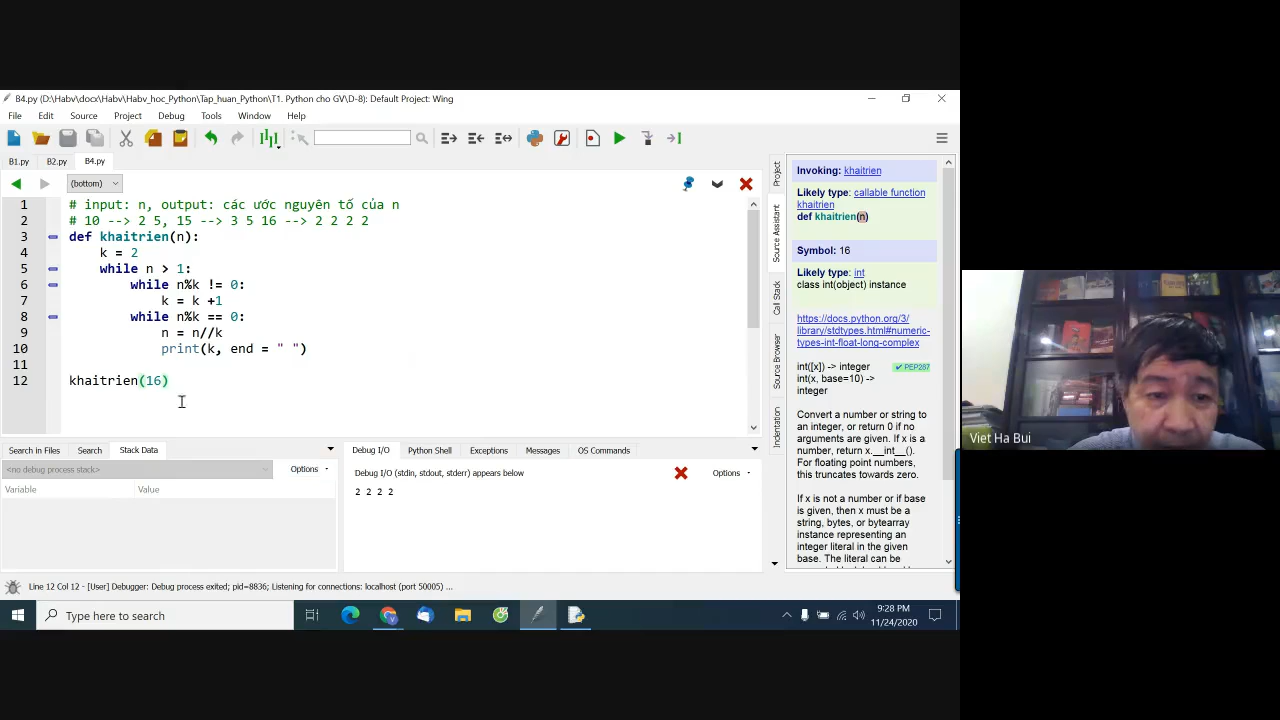 B4.py (D:\Habv\docx\Habv\Habv_hoc_Python\Tap_huan_Python\T1. Python cho GV\D-8): Default Project: Wing
File Edit Source Project Debug Tools Window Help
B1.py B2.py B4.py
(bottom)
1 # input: n, output: các ước nguyên tố của n
2 # 10 --> 2 5, 15 --> 3 5 16 --> 2 2 2 2
3 def khaitrien(n):
4 k = 2
5 while n > 1:
6 while n%k != 0:
7 k = k +1
8 while n%k == 0:
9 n = n//k
10 print(k, end = " ")
11
12 khaitrien(16)
Project
Source Assistant
Call Stack
Source Browser
Indentation
Invoking: khaitrien
Likely type: callable function
khaitrien
def khaitrien(n)
Symbol: 16
Likely type: int
class int(object) instance
https://docs.python.org/3/
library/stdtypes.html#numeric-
types-int-float-long-complex
int([x]) -> integer ✔ PEP287
int(x, base=10) ->
integer
Convert a number or string to
an integer, or return 0 if no
arguments are given. If x is a
number, return x.__int__().
For floating point numbers,
this truncates towards zero.
If x is not a number or if base
is given, then x must be a
string, bytes, or bytearray
instance representing an
integer literal in the given
base. The literal can be
Search in Files Search Stack Data
<no debug process stack> Options
Variable Value
Debug I/O Python Shell Exceptions Messages OS Commands
Debug I/O (stdin, stdout, stderr) appears below Options
2 2 2 2
Line 12 Col 12 - [User] Debugger: Debug process exited; pid=8836; Listening for connections: localhost (port 50005) ...
Type here to search
9:28 PM
11/24/2020
Viet Ha Bui